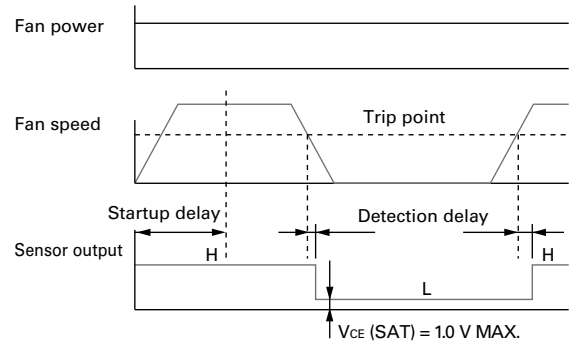 Fan power
Fan speed
Trip point
Startup delay
Detection delay
Sensor output
H
H
L
VCE (SAT) = 1.0 V MAX.